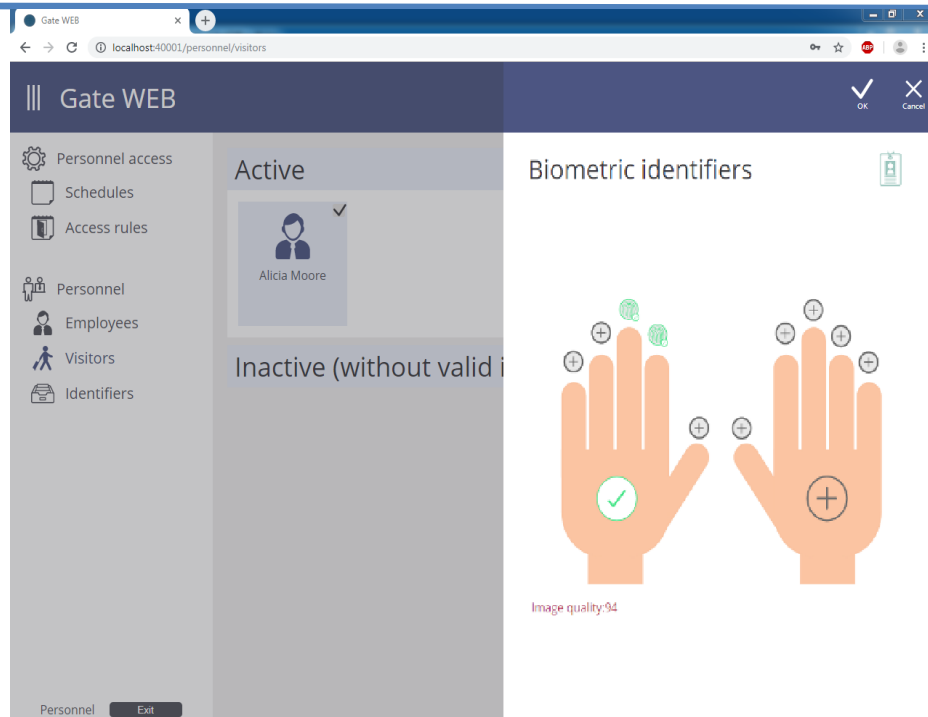 Gate WEB
localhost:40001/personnel/visitors
ABP
Gate WEB
OK
Cancel
Personnel access
Schedules
Access rules
Personnel
Employees
Visitors
Identifiers
Active
Alicia Moore
Inactive (without valid i
Biometric identifiers
Image quality:94
Personnel
Exit